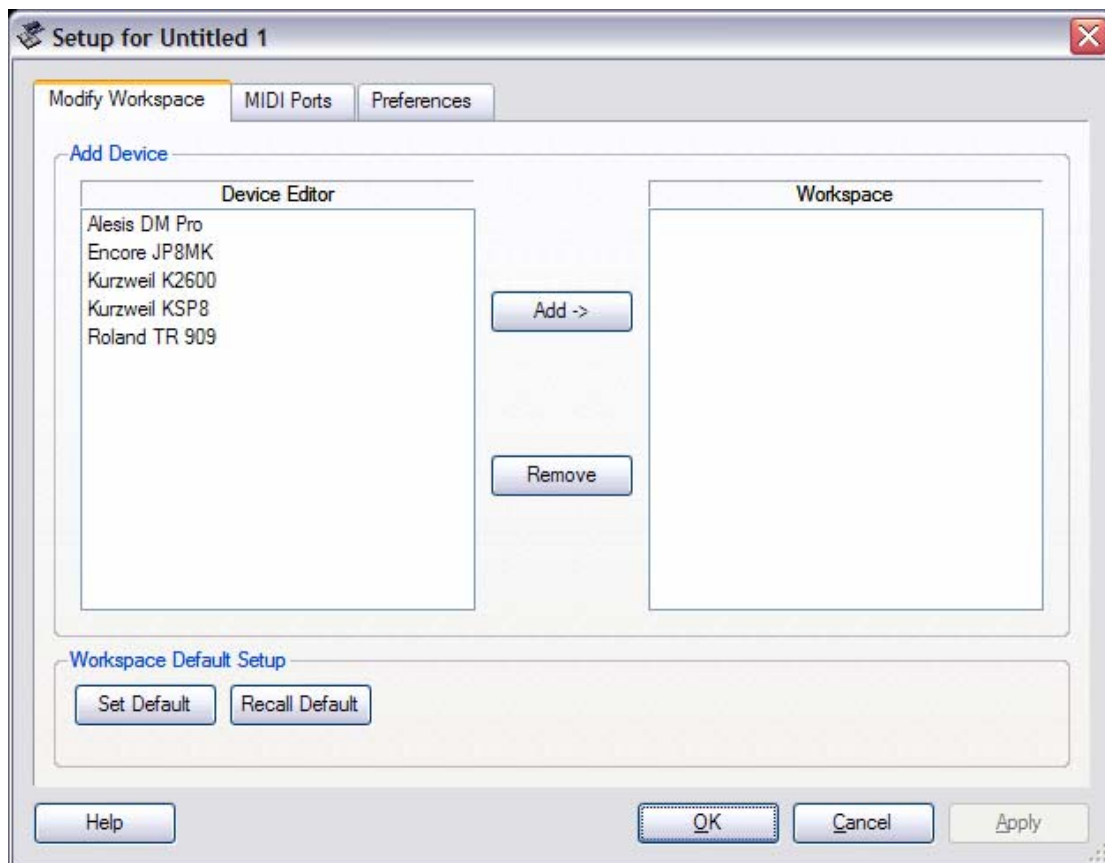 Setup for Untitled 1
Modify Workspace
MIDI Ports
Preferences
Add Device
Device Editor
Alesis DM Pro
Encore JP8MK
Kurzweil K2600
Kurzweil KSP8
Roland TR 909
Add ->
Remove
Workspace
Workspace Default Setup
Set Default
Recall Default
Help
OK
Cancel
Apply